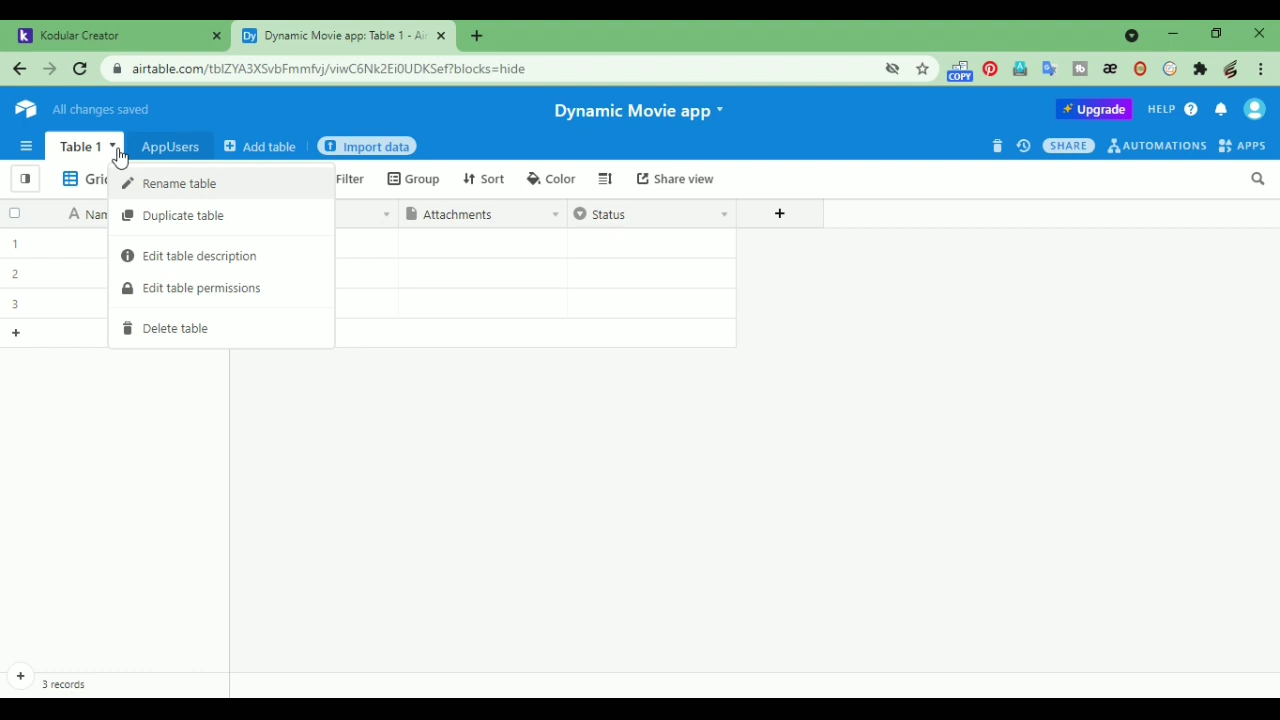 Kodular Creator
Dy Dynamic Movie app: Table 1 - Air
airtable.com/tblZYA3XSvbFmmfvj/viwC6Nk2Ei0UDKSef?blocks=hide
COPY
All changes saved
Dynamic Movie app
Upgrade
HELP
Table 1
AppUsers
Add table
Import data
SHARE
AUTOMATIONS
APPS
Gri
Filter
Group
Sort
Color
Share view
A Nam
Attachments
Status
1
2
3
Rename table
Duplicate table
Edit table description
Edit table permissions
Delete table
3 records